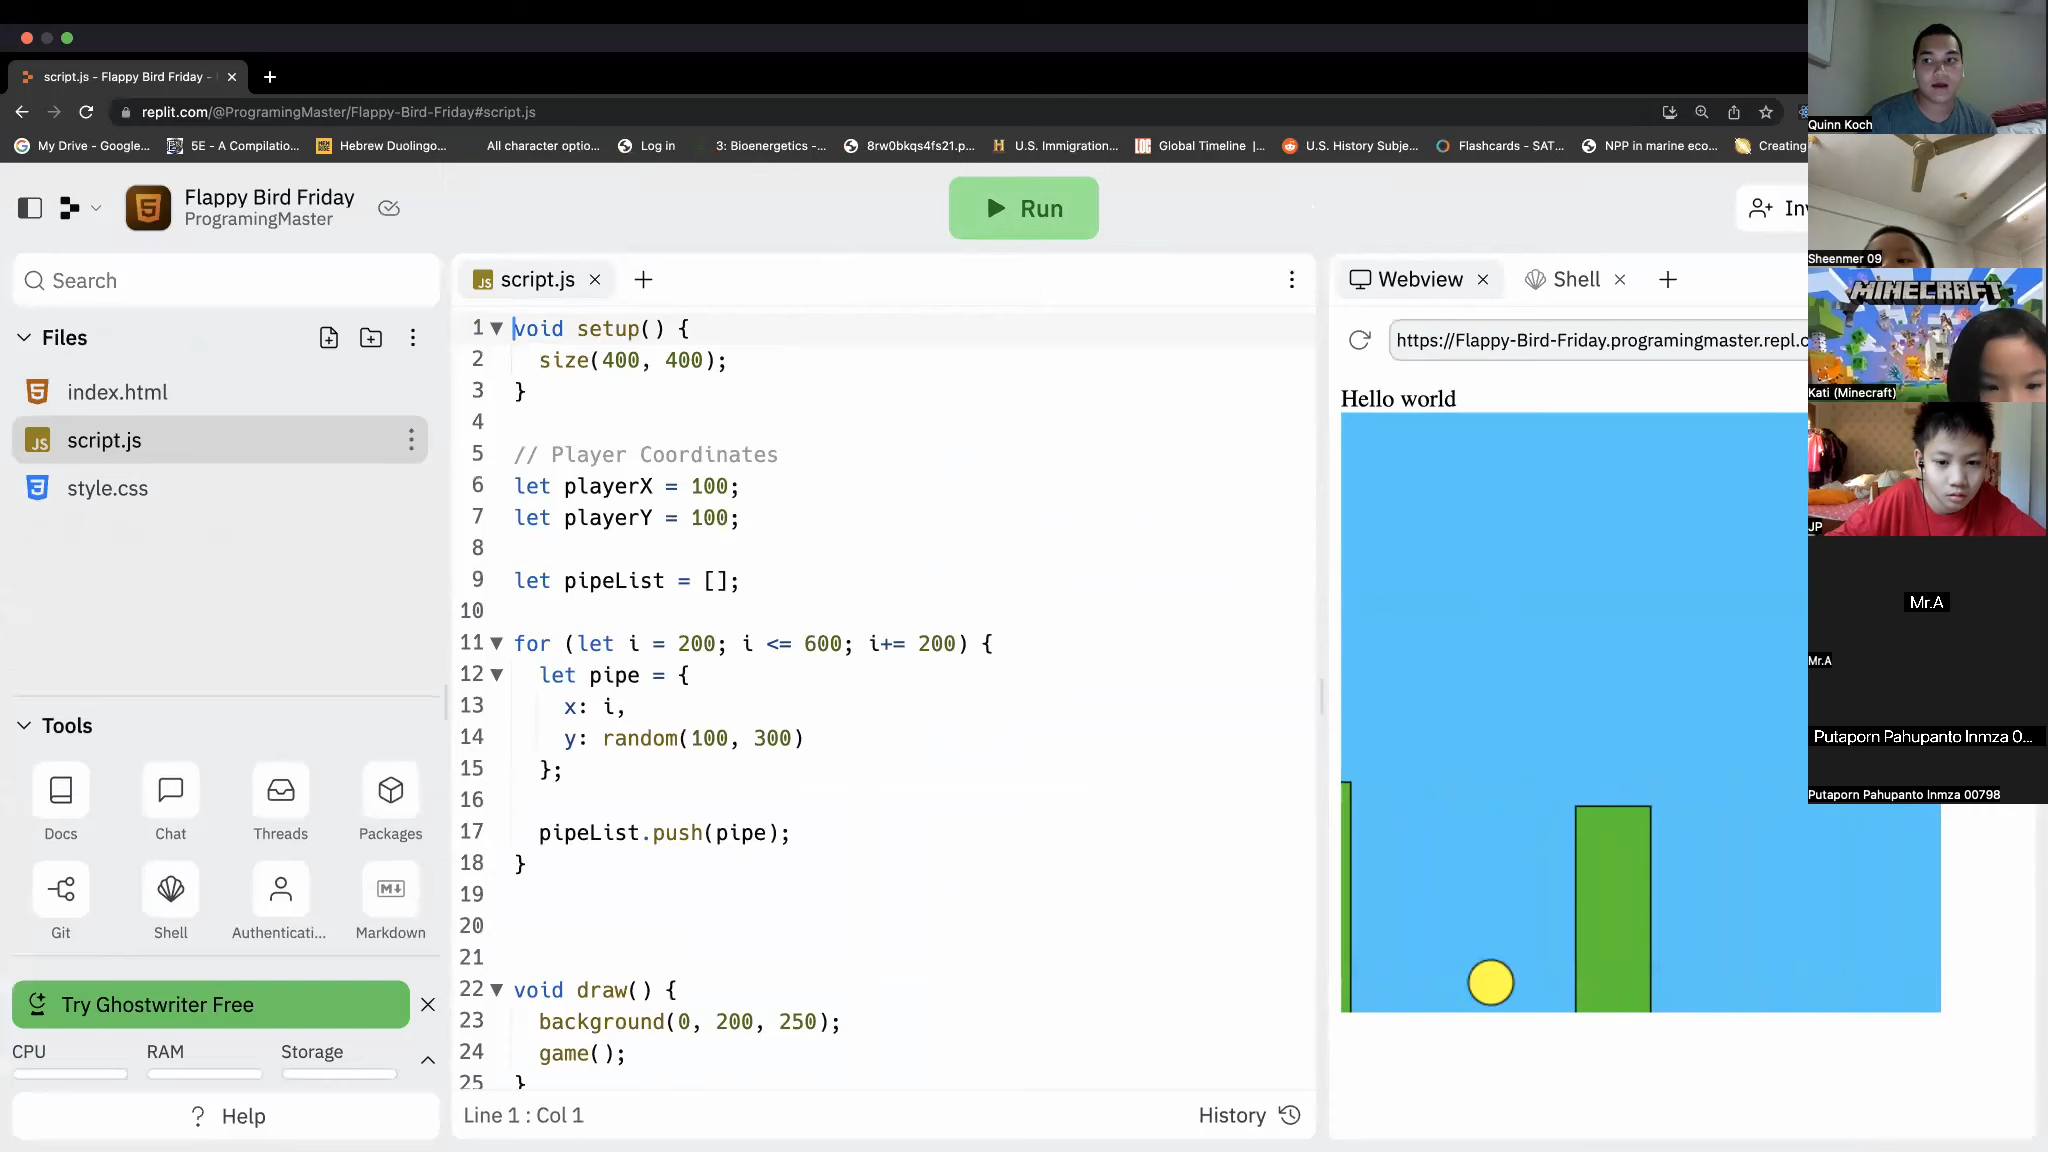 script.js - Flappy Bird Friday -
replit.com/@ProgramingMaster/Flappy-Bird-Friday#script.js
My Drive - Google...
5E - A Compilatio...
Hebrew Duolingo...
All character optio...
Log in
3: Bioenergetics -...
8rw0bkqs4fs21.p...
U.S. Immigration...
Global Timeline |...
U.S. History Subje...
Flashcards - SAT...
NPP in marine eco...
Creating
Flappy Bird Friday
ProgramingMaster
Run
Inv
Search
Files
index.html
script.js
style.css
Tools
Docs
Chat
Threads
Packages
Git
Shell
Authenticati...
Markdown
Try Ghostwriter Free
CPU
RAM
Storage
? Help
script.js
1 void setup() {
2 size(400, 400);
3 }
4
5 // Player Coordinates
6 let playerX = 100;
7 let playerY = 100;
8
9 let pipeList = [];
10
11 for (let i = 200; i <= 600; i+= 200) {
12 let pipe = {
13 x: i,
14 y: random(100, 300)
15 };
16
17 pipeList.push(pipe);
18 }
19
20
21
22 void draw() {
23 background(0, 200, 250);
24 game();
25 }
Line 1 : Col 1
History
Webview
Shell
https://Flappy-Bird-Friday.programingmaster.repl.c
Hello world
Quinn Koch
Sheenmer 09
MINECRAFT
Kati (Minecraft)
JP
Mr.A
Mr.A
Putaporn Pahupanto Inmza 0...
Putaporn Pahupanto Inmza 00798